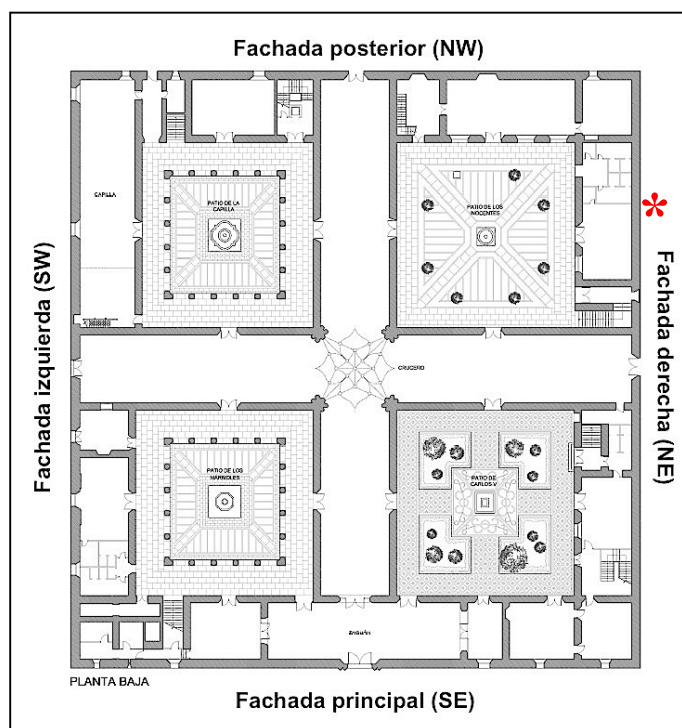 Fachada posterior (NW)
CAPILLA
PATIO DE LA
CAPILLA
PATIO DE LOS
INOCENTES
*
Fachada izquierda (SW)
Fachada derecha (NE)
CRUCERO
PATIO DE LOS
MÁRMOLES
PATIO DE
CARLOS V
ZAGUÁN
PLANTA BAJA
Fachada principal (SE)